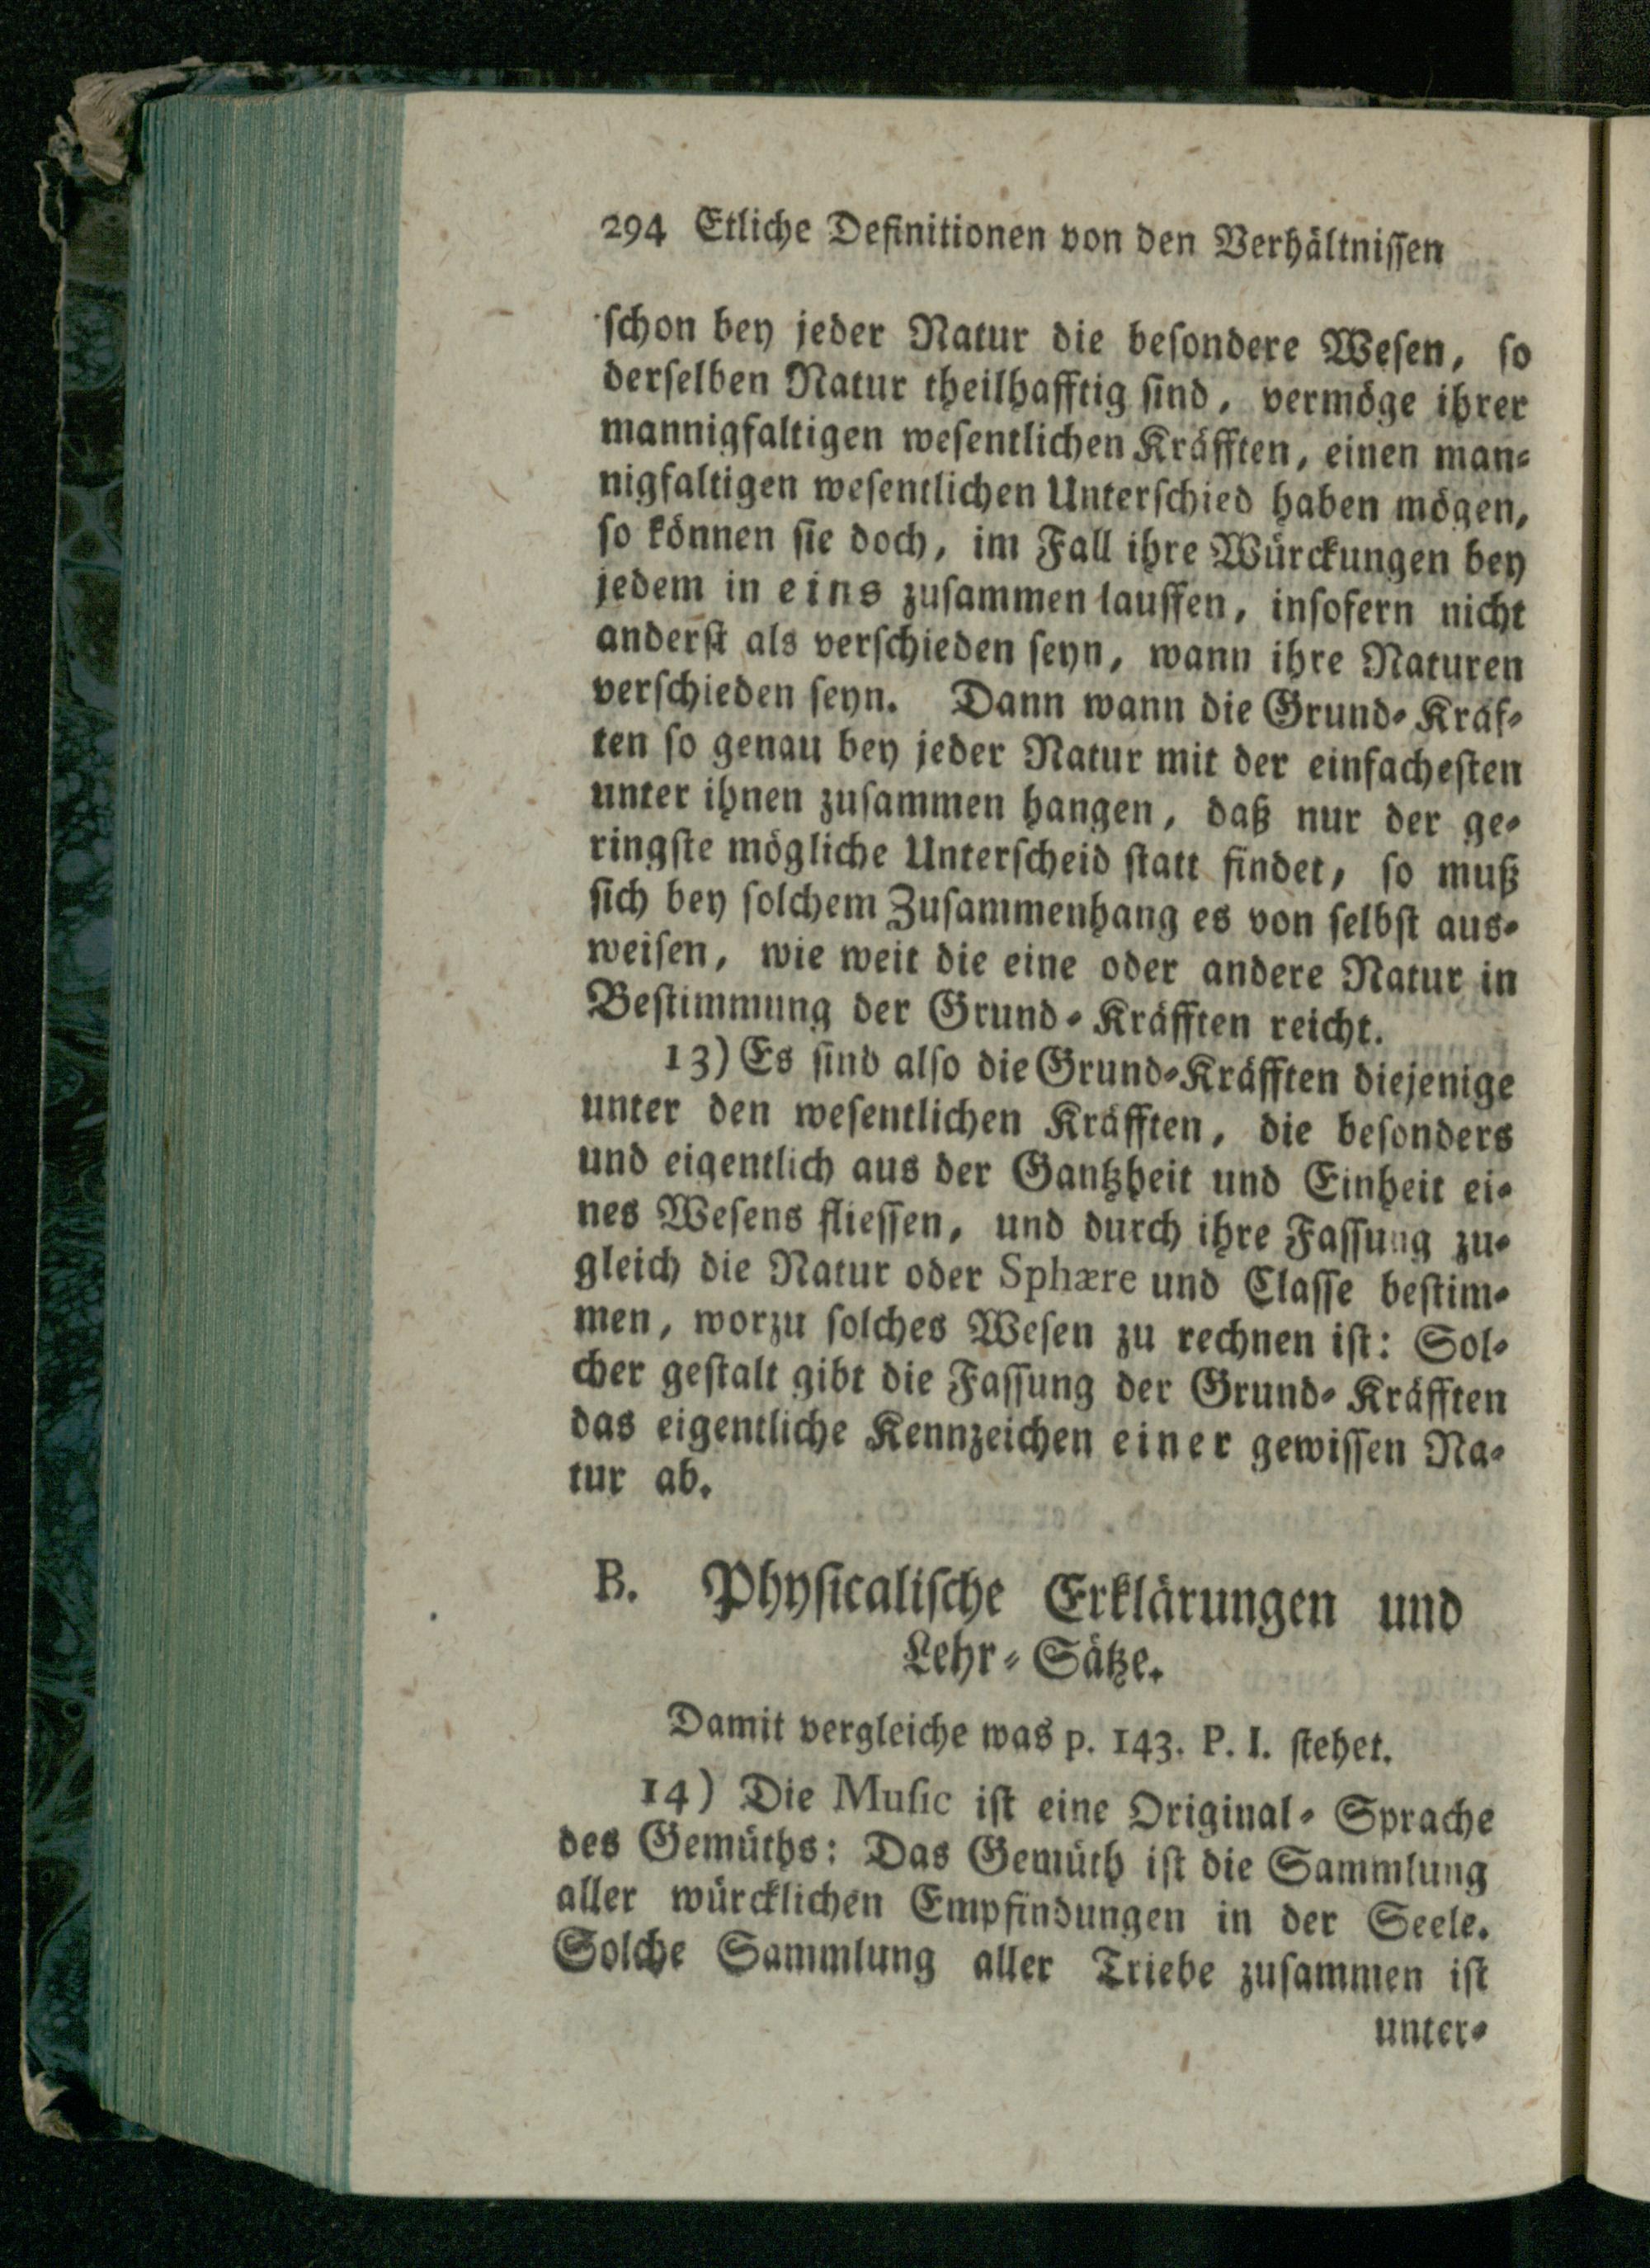 294 Etliche Definitionen von den Verhältniſſen
ſchon bey jeder Natur die beſondere Weſen, ſo
derſelben Natur theilhafftig ſind, vermöge ihrer
mannigfaltigen weſentlichen Kräfften, einen man⸗
nigfaltigen weſentlichen Unterſchied haben mögen,
ſo können ſie doch, im Fall ihre Würckungen bey
jedem in eins zuſammen lauffen, inſofern nicht
anderſt als verſchieden ſeyn, wann ihre Naturen
verſchieden ſeyn. Dann wann die Grund⸗Kräf⸗
ten ſo genau bey jeder Natur mit der einfacheſten
unter ihnen zuſammen hangen, daß nur der ge⸗
ringſte mögliche Unterſcheid ſtatt findet, ſo muß
ſich bey ſolchem Zuſammenhang es von ſelbſt aus⸗
weiſen, wie weit die eine oder andere Natur in
Beſtimmung der Grund⸗Kräfften reicht.
13) Es ſind alſo die Grund⸗Kräfften diejenige
unter den weſentlichen Kräfften, die beſonders
und eigentlich aus der Gantzheit und Einheit ei⸗
nes Weſens flieſſen, und durch ihre Faſſung zu⸗
gleich die Natur oder Sphære und Claſſe beſtim⸗
men, worzu ſolches Weſen zu rechnen iſt: Sol⸗
cher geſtalt gibt die Faſſung der Grund⸗Kräfften
das eigentliche Kennzeichen einer gewiſſen Na⸗
tur ab.
B. Phyſicaliſche Erklärungen und
Lehr⸗Sätze.
Damit vergleiche was p. 143. P. I. ſtehet.
14) Die Muſic iſt eine Original⸗Sprache
des Gemüths: Das Gemüth iſt die Sammlung
aller würcklichen Empfindungen in der Seele.
Solche Sammlung aller Triebe zuſammen iſt
unter⸗